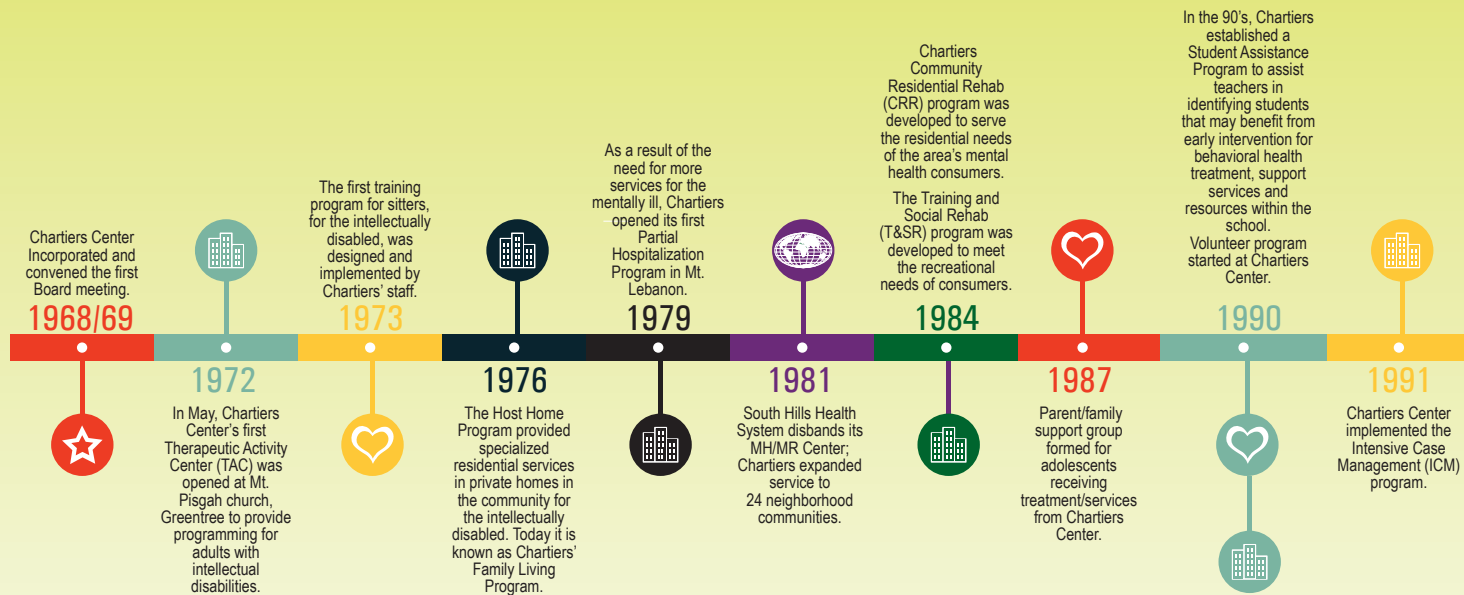 Chartiers Center
Incorporated and
convened the first
Board meeting.
1968/69
1972
In May, Chartiers
Center's first
Therapeutic Activity
Center (TAC) was
opened at Mt.
Pisgah church,
Greentree to provide
programming for
adults with
intellectual
disabilities.
The first training
program for sitters,
for the intellectually
disabled, was
designed and
implemented by
Chartiers' staff.
1973
1976
The Host Home
Program provided
specialized
residential services
in private homes in
the community for
the intellectually
disabled. Today it is
known as Chartiers'
Family Living
Program.
As a result of the
need for more
services for the
mentally ill, Chartiers
opened its first
Partial
Hospitalization
Program in Mt.
Lebanon.
1979
1981
South Hills Health
System disbands its
MH/MR Center;
Chartiers expanded
service to
24 neighborhood
communities.
Chartiers
Community
Residential Rehab
(CRR) program was
developed to serve
the residential needs
of the area's mental
health consumers.
The Training and
Social Rehab
(T&SR) program was
developed to meet
the recreational
needs of consumers.
1984
1987
Parent/family
support group
formed for
adolescents
receiving
treatment/services
from Chartiers
Center.
In the 90's, Chartiers
established a
Student Assistance
Program to assist
teachers in
identifying students
that may benefit from
early intervention for
behavioral health
treatment, support
services and
resources within the
school.
Volunteer program
started at Chartiers
Center.
1990
1991
Chartiers Center
implemented the
Intensive Case
Management (ICM)
program.